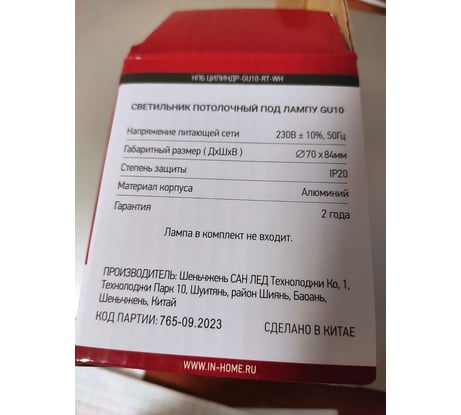 НПБ ЦИЛИНДР-GU10-RT-WH
СВЕТИЛЬНИК ПОТОЛОЧНЫЙ ПОД ЛАМПУ GU10
Напряжение питающей сети 230В ± 10%, 50Гц
Габаритный размер ( ДхШхВ ) ∅70 х 84мм
Степень защиты IP20
Материал корпуса Алюминий
Гарантия 2 года
Лампа в комплект не входит.
ПРОИЗВОДИТЕЛЬ: Шеньчжень САН ЛЕД Технолоджи Ко, 1,
Технолоджи Парк 10, Шуитянь, район Шиянь, Баоань,
Шеньчжень, Китай
КОД ПАРТИИ: 765-09.2023 СДЕЛАНО В КИТАЕ
WWW.IN-HOME.RU